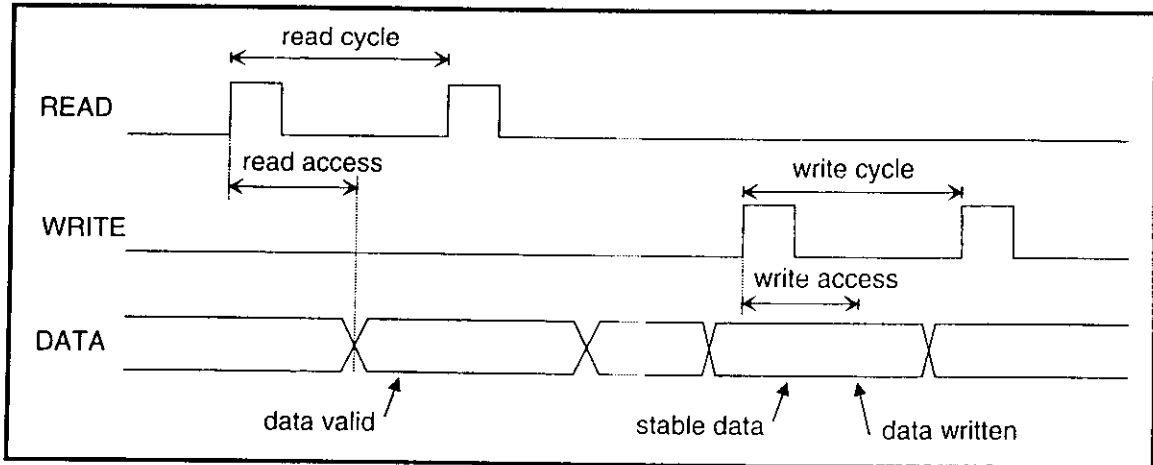 read cycle
READ
read access
write cycle
WRITE
write access
DATA
data valid
stable data
data written